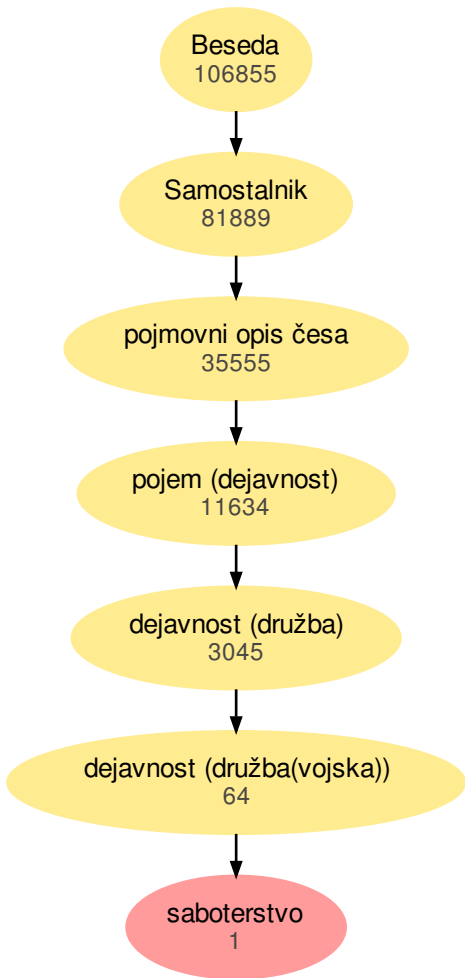 Beseda
106855
Samostalnik
81889
pojmovni opis česa
35555
pojem (dejavnost)
11634
dejavnost (družba)
3045
dejavnost (družba(vojska))
64
saboterstvo
1